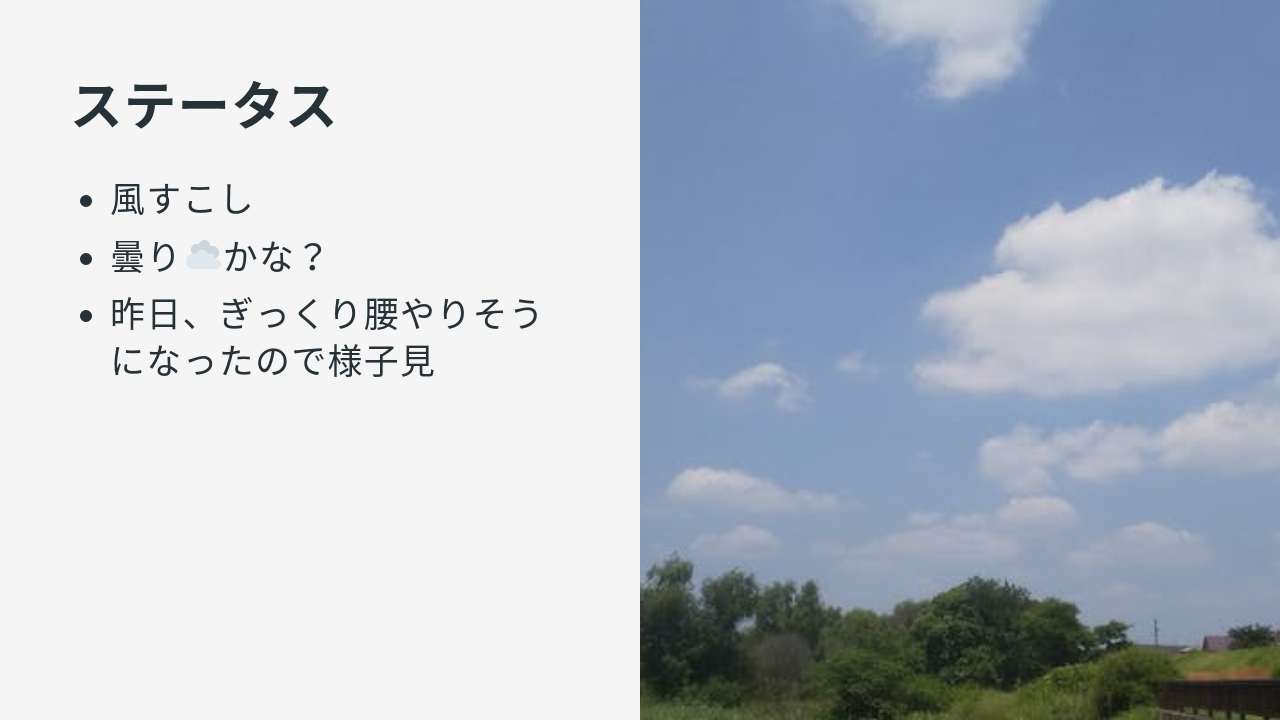 ステータス
風すこし
曇り☁かな？
昨日、ぎっくり腰やりそう
になったので様子見